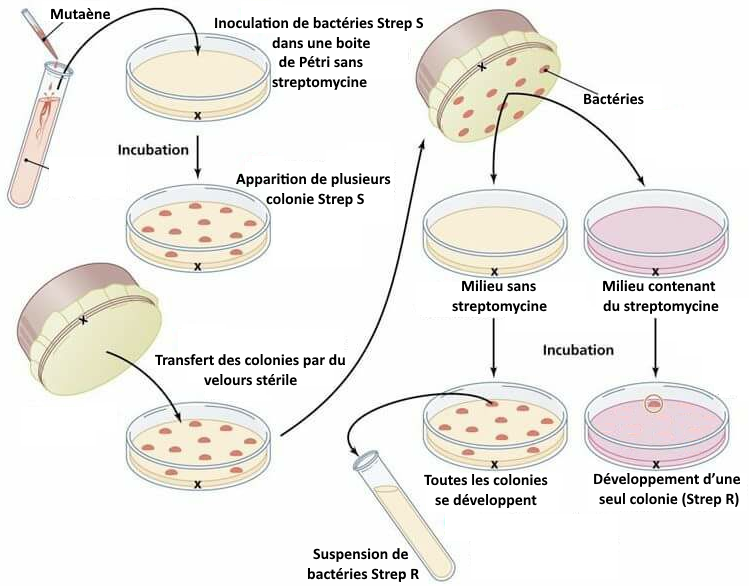 Mutaène
Inoculation de bactéries Strep S
dans une boite
de Pétri sans
streptomycine
x
Incubation
Apparition de plusieurs
colonie Strep S
x
x
Transfert des colonies par du
velours stérile
x
x
Bactéries
x
x
Milieu sans
streptomycine
Milieu contenant
du streptomycine
Incubation
x
x
Toutes les colonies
se développent
Développement d’une
seul colonie (Strep R)
Suspension de
bactéries Strep R